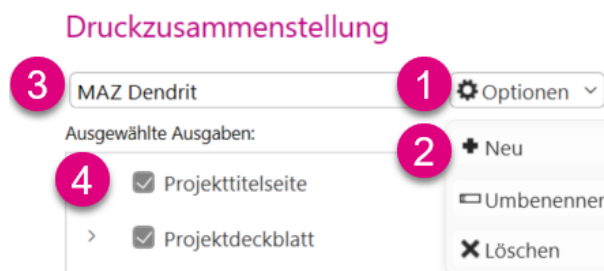 Druckzusammenstellung
3 MAZ Dendrit 1 Optionen
Ausgewählte Ausgaben: 2 Neu
4 Projekttitelseite
Umbenennen
Projektdeckblatt
Löschen